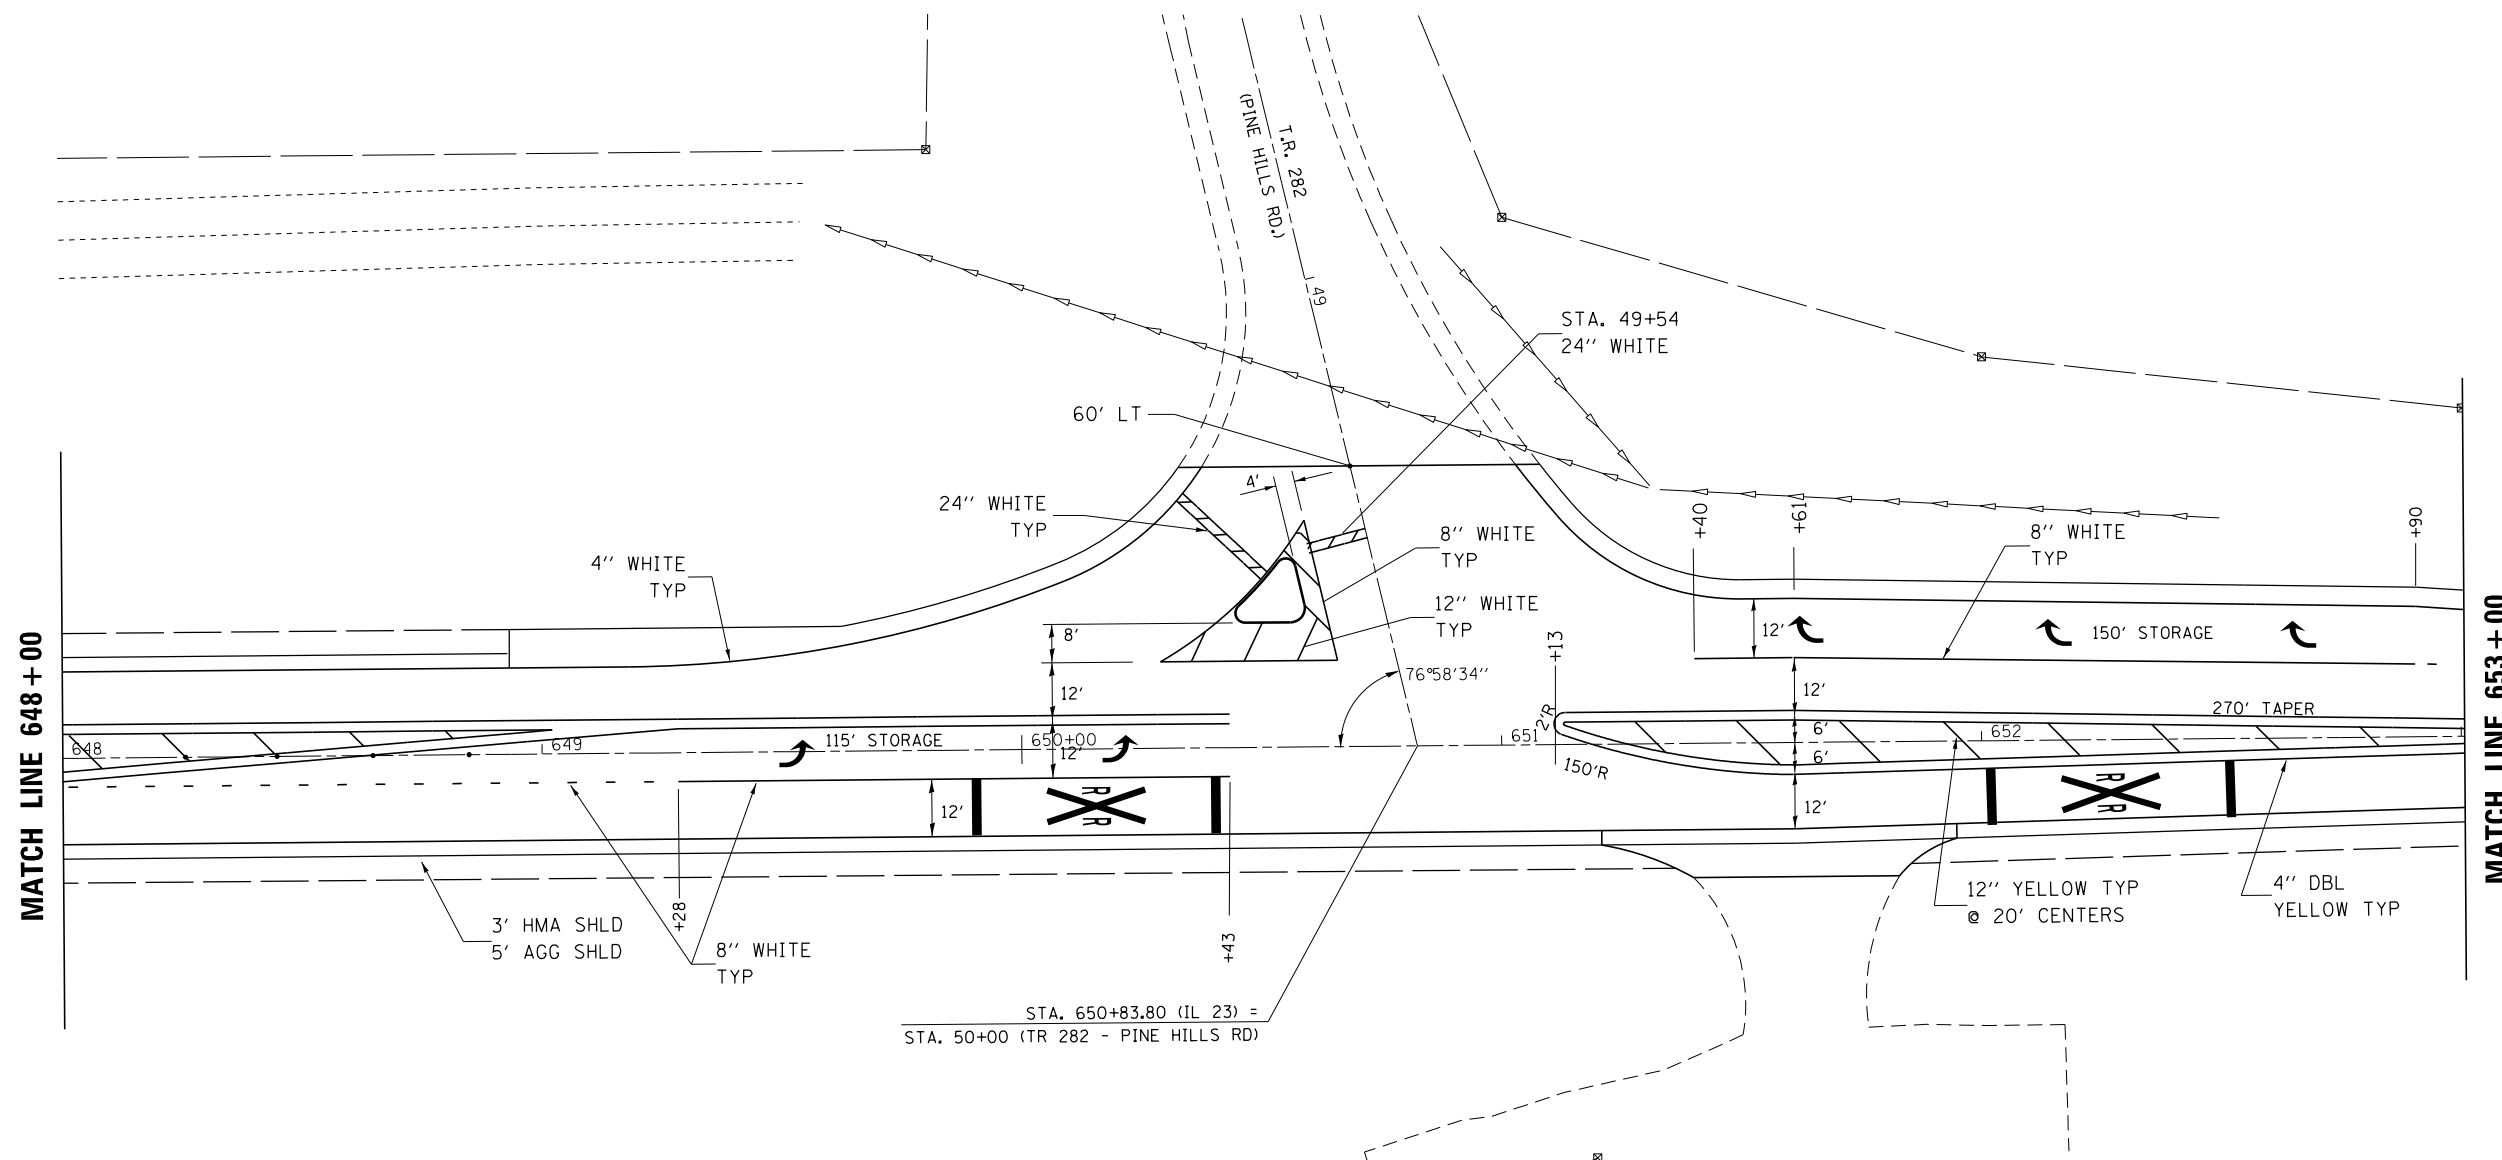 T.R. 282
(PINE HILLS RD.)
49
STA. 49+54
24'' WHITE
60' LT
4'
24'' WHITE
TYP
4'' WHITE
TYP
8'' WHITE
TYP
12'' WHITE
TYP
+40
+61
8'' WHITE
TYP
+90
MATCH LINE 648+00
8'
12'
76°58'34''
+13
12'
150' STORAGE
12'
270' TAPER
MATCH LINE 653+00
648
649
115' STORAGE
650+00
12'
651
2'R
6'
652
6'
150'R
12'
R R
12'
R R
3' HMA SHLD
5' AGG SHLD
+28
8'' WHITE
TYP
+43
12'' YELLOW TYP
@ 20' CENTERS
4'' DBL
YELLOW TYP
STA. 650+83.80 (IL 23) =
STA. 50+00 (TR 282 - PINE HILLS RD)